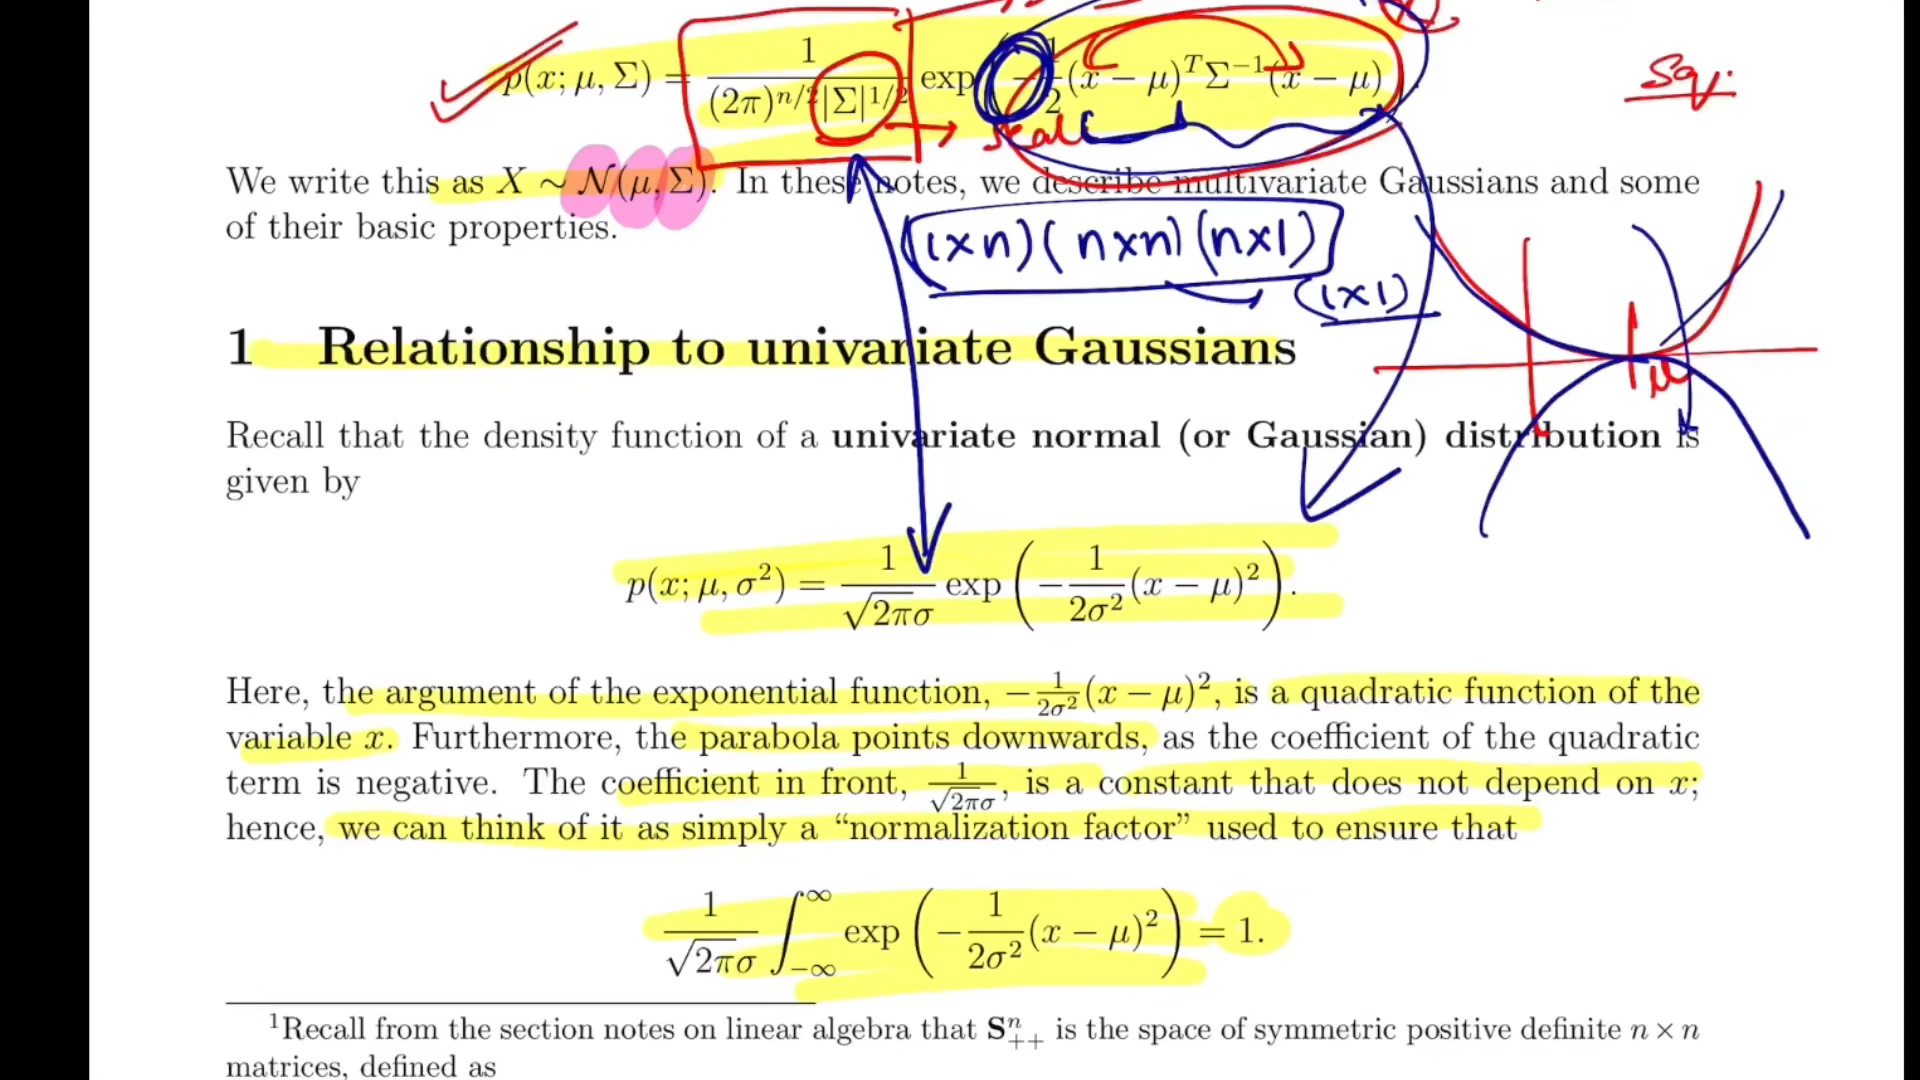 p(x; μ, Σ) = 1 / (2π)^{n/2}|Σ|^{1/2} exp(−1/2 (x − μ)^T Σ^{−1}(x − μ))
Sq.
We write this as X ∼ N(μ, Σ). In these notes, we describe multivariate Gaussians and some
of their basic properties.
(1×n)(n×n)(n×1)
(1×1)
1 Relationship to univariate Gaussians
μ
Recall that the density function of a univariate normal (or Gaussian) distribution is
given by
p(x; μ, σ²) = 1 / √2πσ exp(−1/2σ² (x − μ)²).
Here, the argument of the exponential function, −1/2σ² (x − μ)², is a quadratic function of the
variable x. Furthermore, the parabola points downwards, as the coefficient of the quadratic
term is negative. The coefficient in front, 1/√2πσ, is a constant that does not depend on x;
hence, we can think of it as simply a “normalization factor” used to ensure that
1 / √2πσ ∫_{−∞}^{∞} exp(−1/2σ² (x − μ)²) = 1.
¹Recall from the section notes on linear algebra that S^n_{++} is the space of symmetric positive definite n × n
matrices, defined as